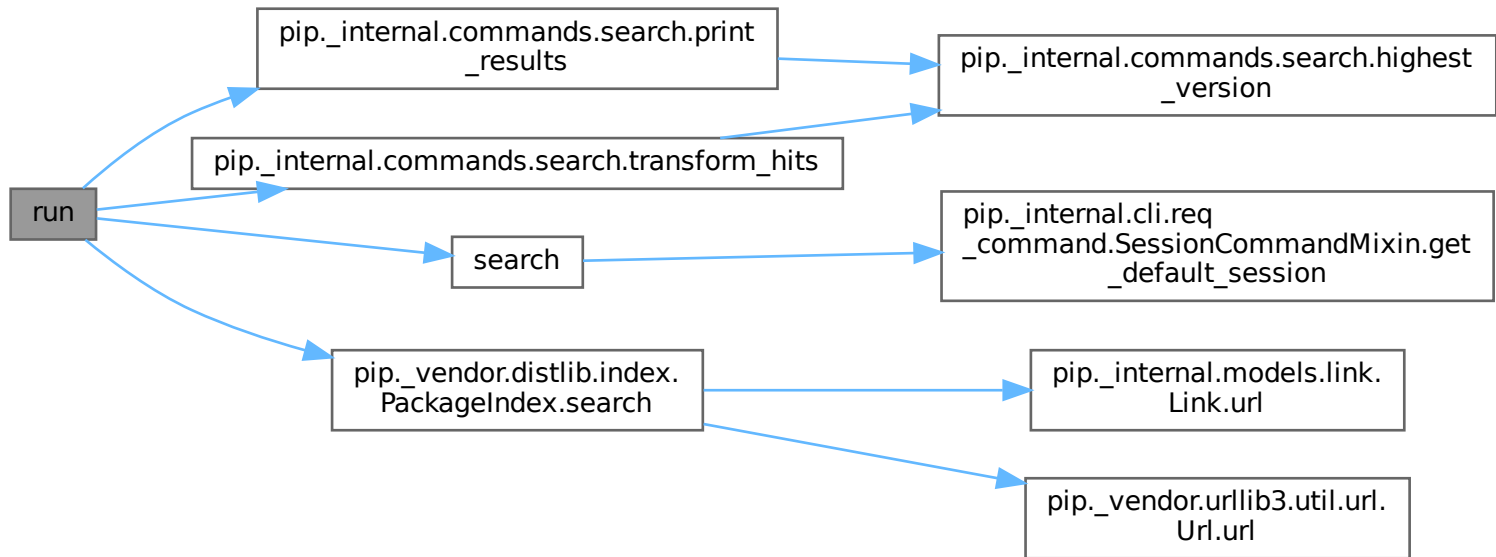 run
pip._internal.commands.search.print
_results
pip._internal.commands.search.transform_hits
search
pip._vendor.distlib.index.
PackageIndex.search
pip._internal.commands.search.highest
_version
pip._internal.cli.req
_command.SessionCommandMixin.get
_default_session
pip._internal.models.link.
Link.url
pip._vendor.urllib3.util.url.
Url.url